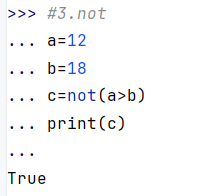 >>> #3.not
... a=12
... b=18
... c=not(a>b)
... print(c)
...
True